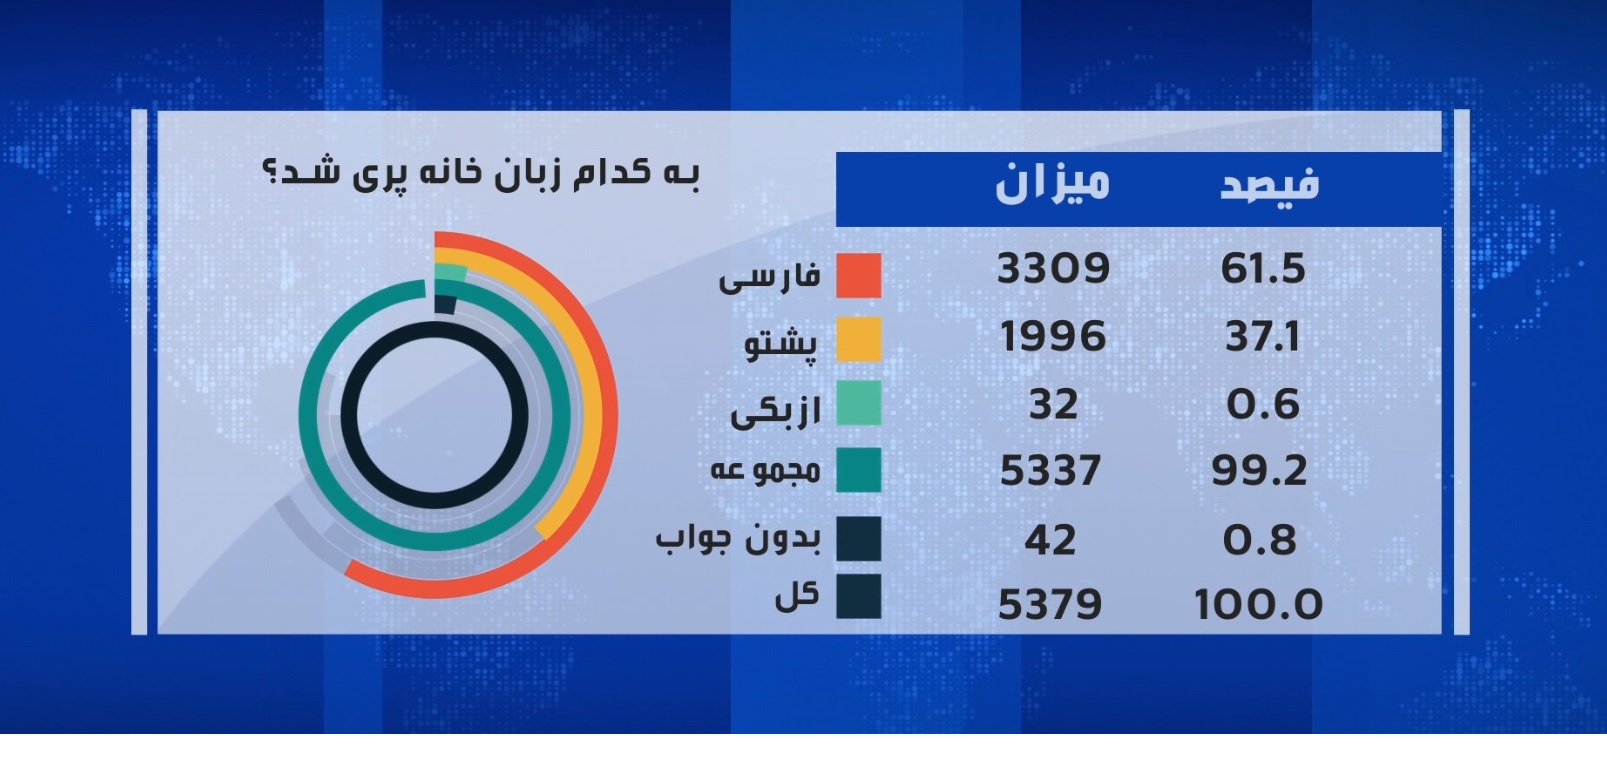 به کدام زبان خانه پری شد؟
میزان فیصد
فارسی 3309 61.5
پشتو 1996 37.1
ازبکی 32 0.6
مجموعه 5337 99.2
بدون جواب 42 0.8
کل 5379 100.0